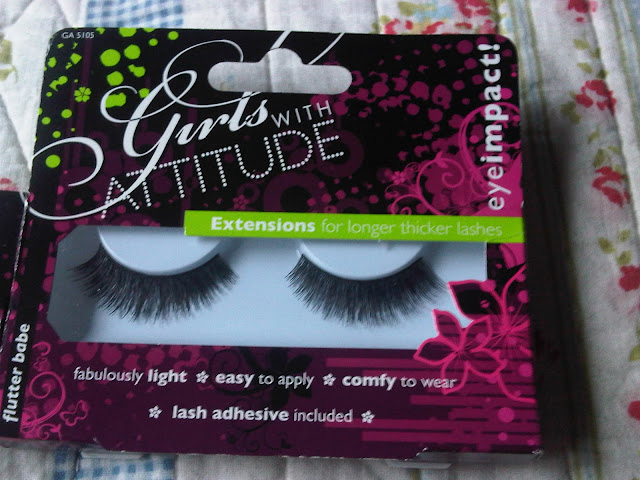 GA 5105
Girls WITH
ATTITUDE
eyeimpact!
Extensions for longer thicker lashes
flutter babe
fabulously light easy to apply comfy to wear
lash adhesive included